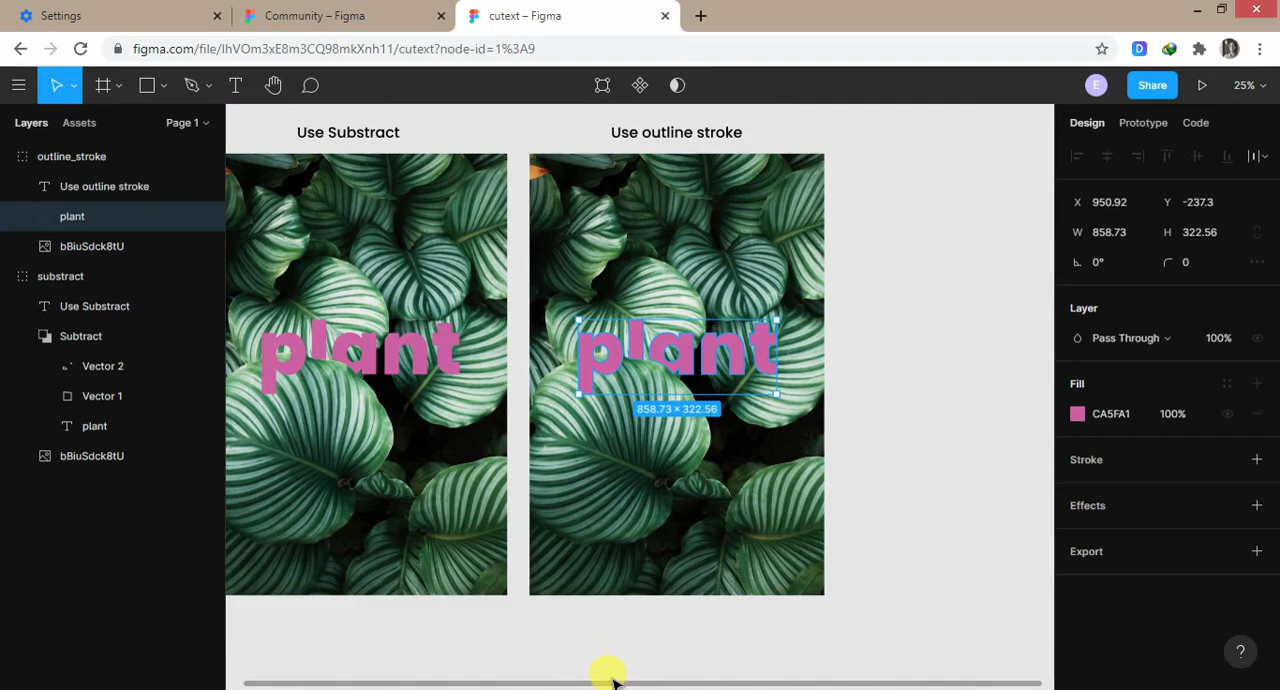 Settings
Community – Figma
cutext – Figma
figma.com/file/lhVOm3xE8m3CQ98mkXnh11/cutext?node-id=1%3A9
E
Share
25%
Layers
Assets
Page 1
outline_stroke
Use outline stroke
plant
bBiuSdck8tU
substract
Use Substract
Subtract
Vector 2
Vector 1
plant
bBiuSdck8tU
Use Substract
Use outline stroke
plant
plant
858.73 × 322.56
Design
Prototype
Code
X 950.92 Y -237.3
W 858.73 H 322.56
0° 0
Layer
Pass Through 100%
Fill
CA5FA1 100%
Stroke
Effects
Export
?